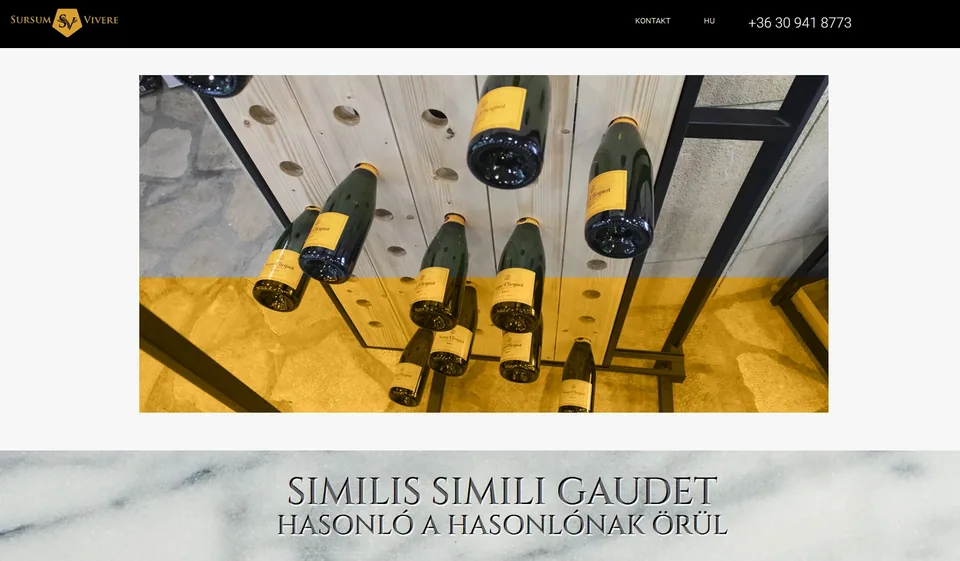 SURSUM SV VIVERE
KONTAKT
HU
+36 30 941 8773
SIMILIS SIMILI GAUDET
HASONLÓ A HASONLÓNAK ÖRÜL